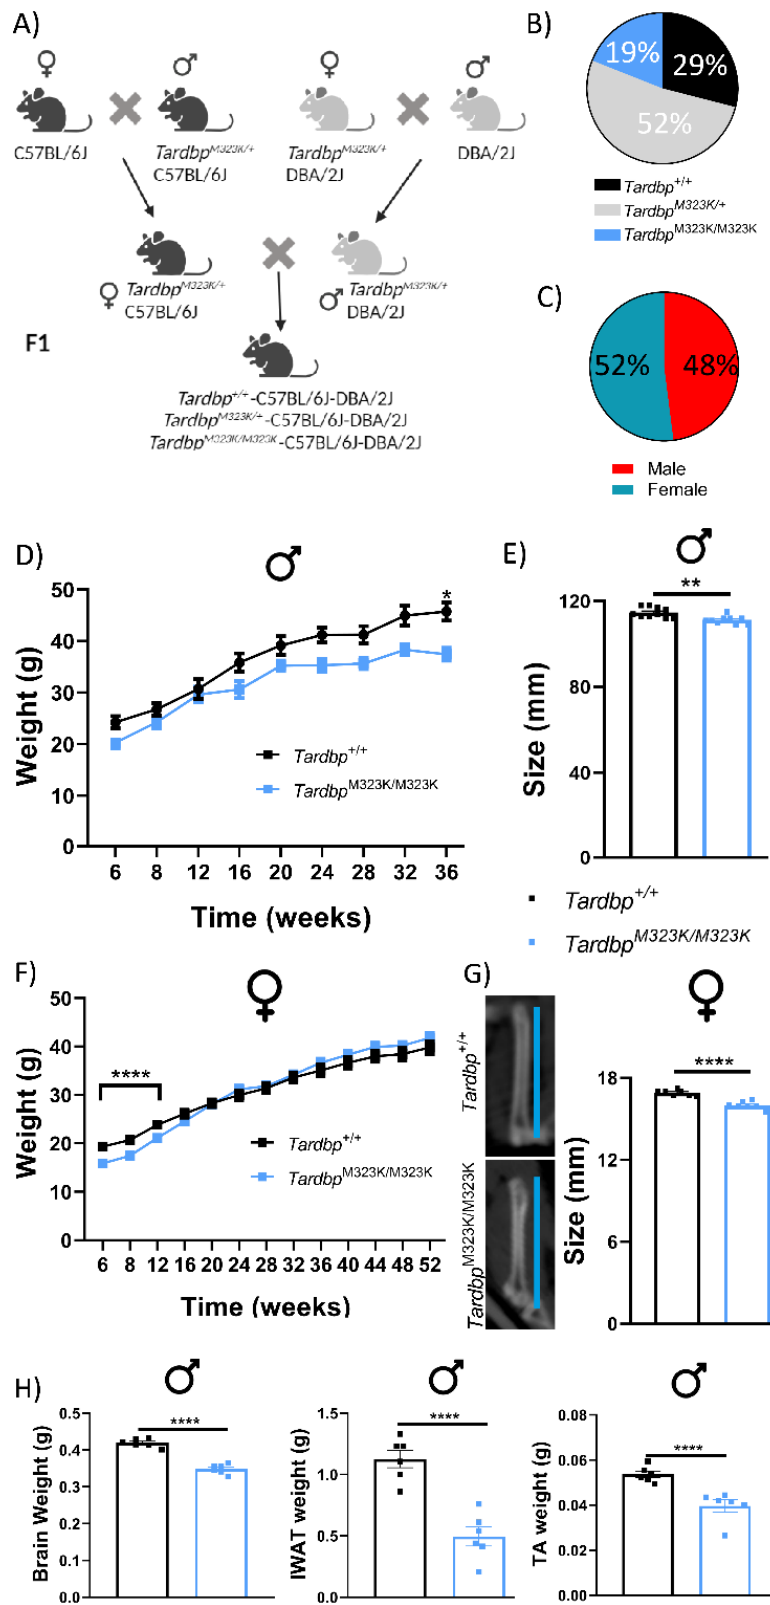 A)
♀ ♂ ♀ ♂
C57BL/6J
Tardbp^M323K/+
C57BL/6J
Tardbp^M323K/+
DBA/2J
DBA/2J
♀ Tardbp^M323K/+
C57BL/6J
♂ Tardbp^M323K/+
DBA/2J
F1
Tardbp^+/+-C57BL/6J-DBA/2J
Tardbp^M323K/+-C57BL/6J-DBA/2J
Tardbp^M323K/M323K-C57BL/6J-DBA/2J
B)
19%
29%
52%
Tardbp^+/+
Tardbp^M323K/+
Tardbp^M323K/M323K
C)
52%
48%
Male
Female
D)
♂
Weight (g)
50
40
30
20
10
0
*
Tardbp^+/+
Tardbp^M323K/M323K
6 8 12 16 20 24 28 32 36
Time (weeks)
E)
♂
**
Size (mm)
120
80
40
0
Tardbp^+/+
Tardbp^M323K/M323K
F)
♀
Weight (g)
50
40
30
20
10
0
****
Tardbp^+/+
Tardbp^M323K/M323K
6 8 12 16 20 24 28 32 36 40 44 48 52
Time (weeks)
G)
Tardbp^+/+
Tardbp^M323K/M323K
♀
****
Size (mm)
18
12
6
0
H)
♂
****
Brain Weight (g)
0.5
0.4
0.3
0.2
0.1
0.0
♂
****
IWAT weight (g)
1.5
1.0
0.5
0.0
♂
****
TA weight (g)
0.08
0.06
0.04
0.02
0.00